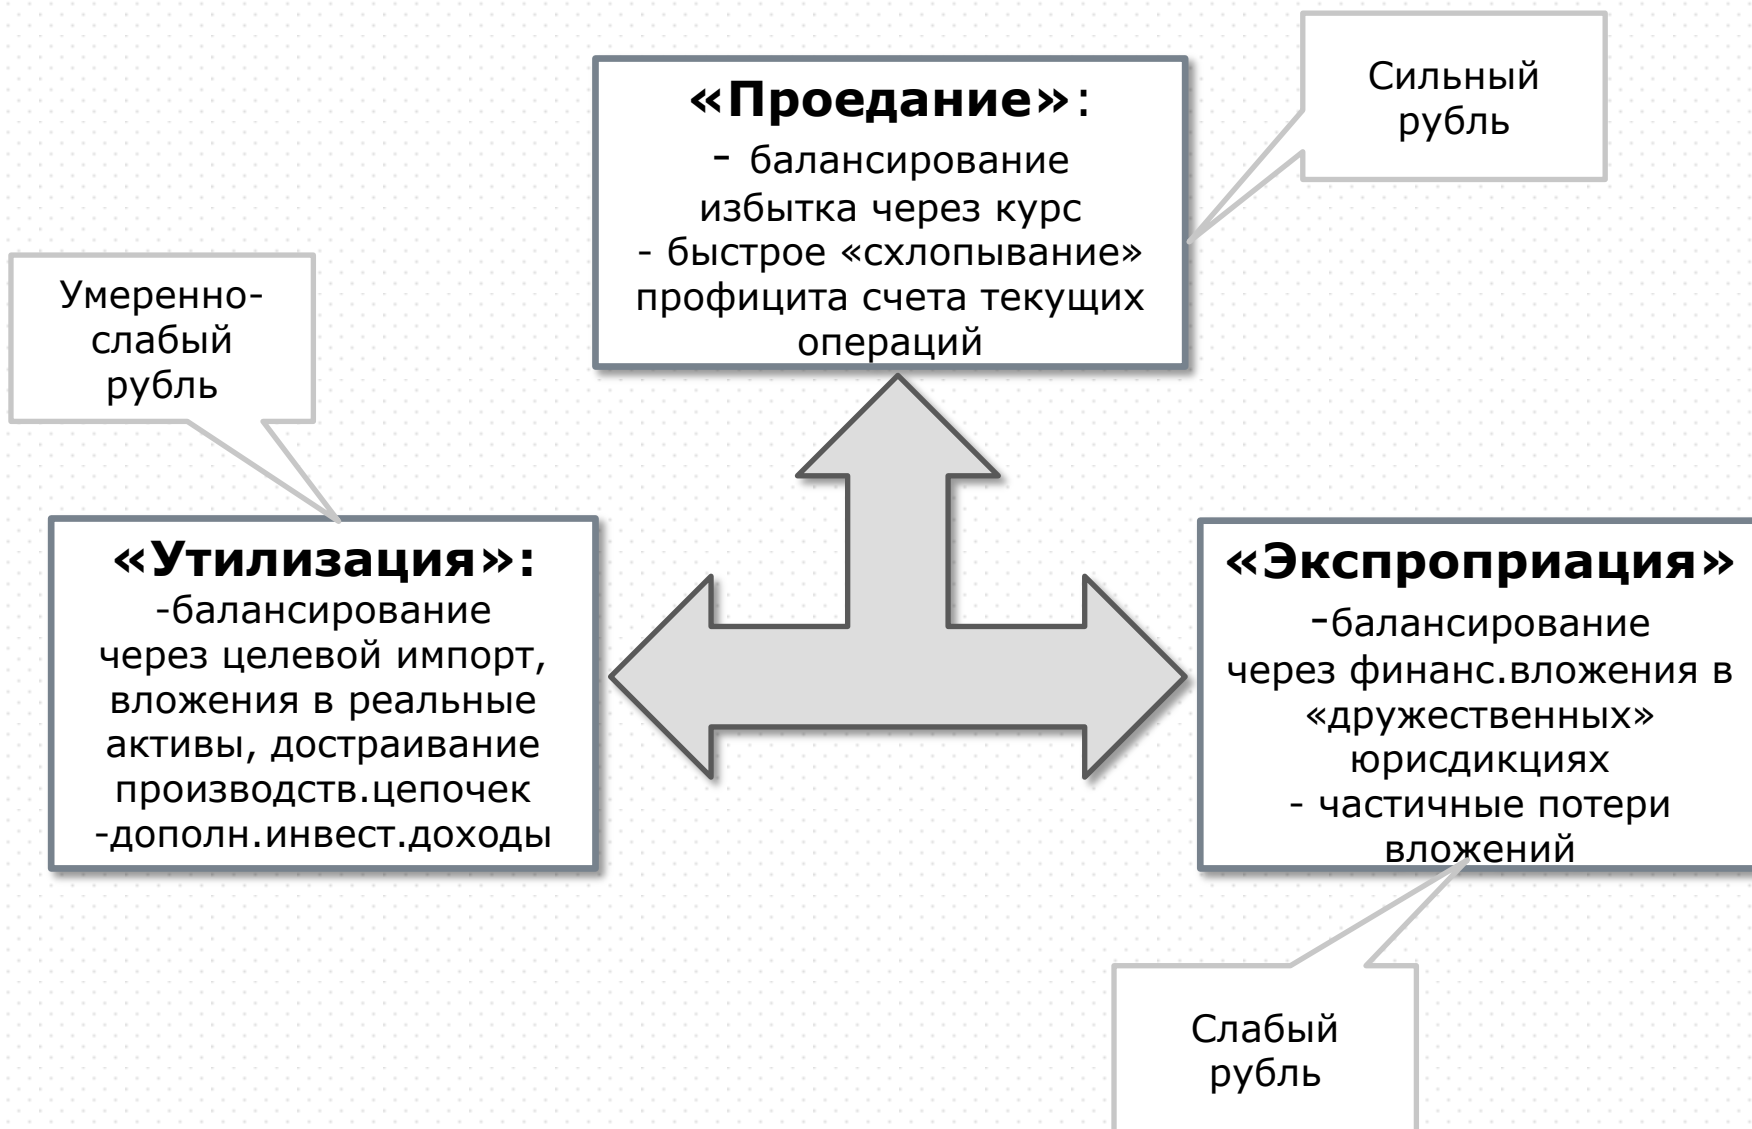 Сильный
рубль
«Проедание»:
- балансирование
избытка через курс
- быстрое «схлопывание»
профицита счета текущих
операций
Умеренно-
слабый
рубль
«Утилизация»:
-балансирование
через целевой импорт,
вложения в реальные
активы, достраивание
производств.цепочек
-дополн.инвест.доходы
«Экспроприация»
-балансирование
через финанс.вложения в
«дружественных»
юрисдикциях
- частичные потери
вложений
Слабый
рубль